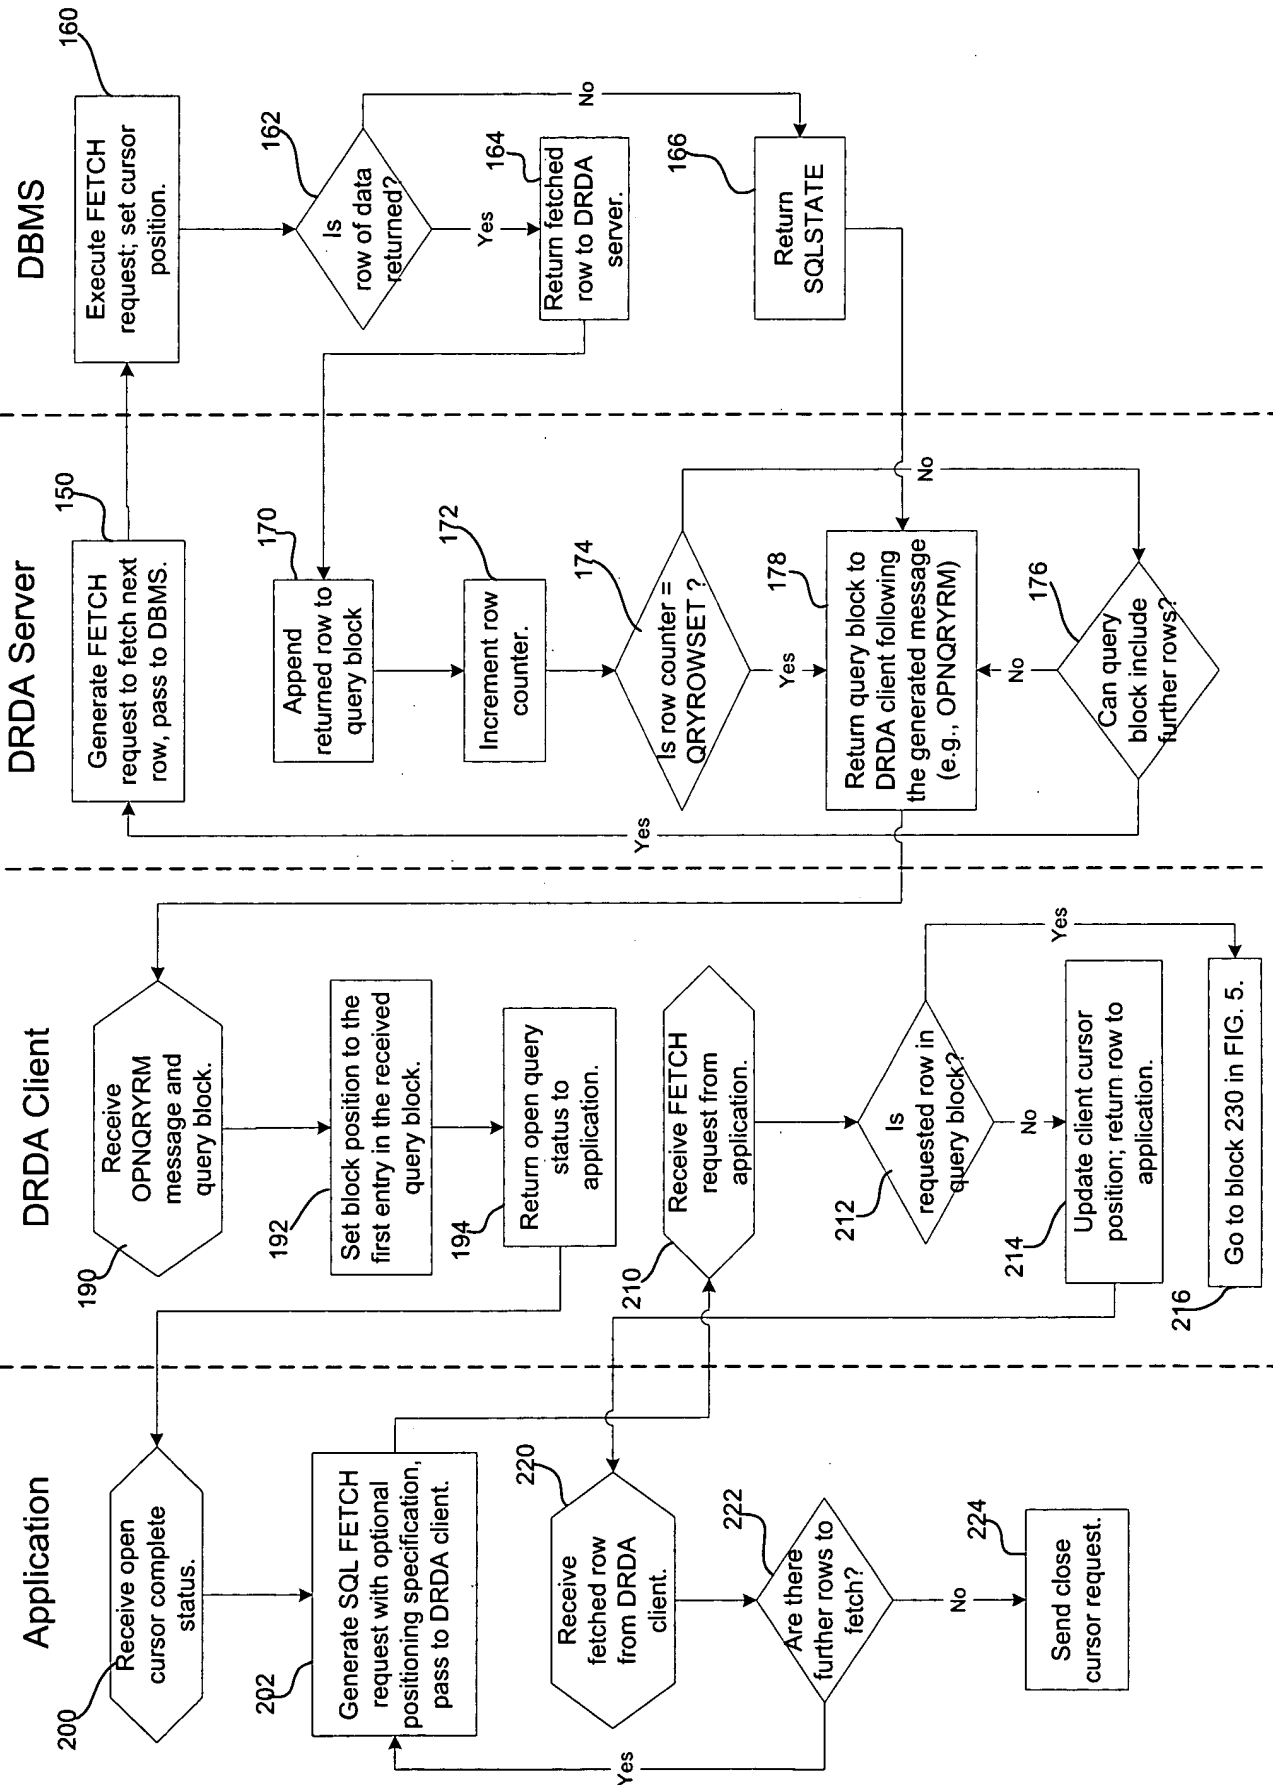 Application
200
Receive open
cursor complete
status.
202
Generate SQL FETCH
request with optional
positioning specification,
pass to DRDA client.
220
Receive
fetched row
from DRDA
client.
222
Are there
further rows to
fetch?
Yes
No
224
Send close
cursor request.
DRDA Client
190
Receive
OPNQRYRM
message and
query block.
192
Set block position to the
first entry in the received
query block.
194
Return open query
status to
application.
210
Receive FETCH
request from
application.
212
Is
requested row in
query block?
No
Yes
214
Update client cursor
position; return row to
application.
216
Go to block 230 in FIG. 5.
DRDA Server
150
Generate FETCH
request to fetch next
row, pass to DBMS.
170
Append
returned row to
query block
172
Increment row
counter.
174
Is row counter =
QRYROWSET ?
Yes
No
178
Return query block to
DRDA client following
the generated message
(e.g., OPNQRYRM)
No
176
Can query
block include
further rows?
Yes
DBMS
160
Execute FETCH
request; set cursor
position.
162
Is
row of data
returned?
Yes
No
164
Return fetched
row to DRDA
server.
166
Return
SQLSTATE